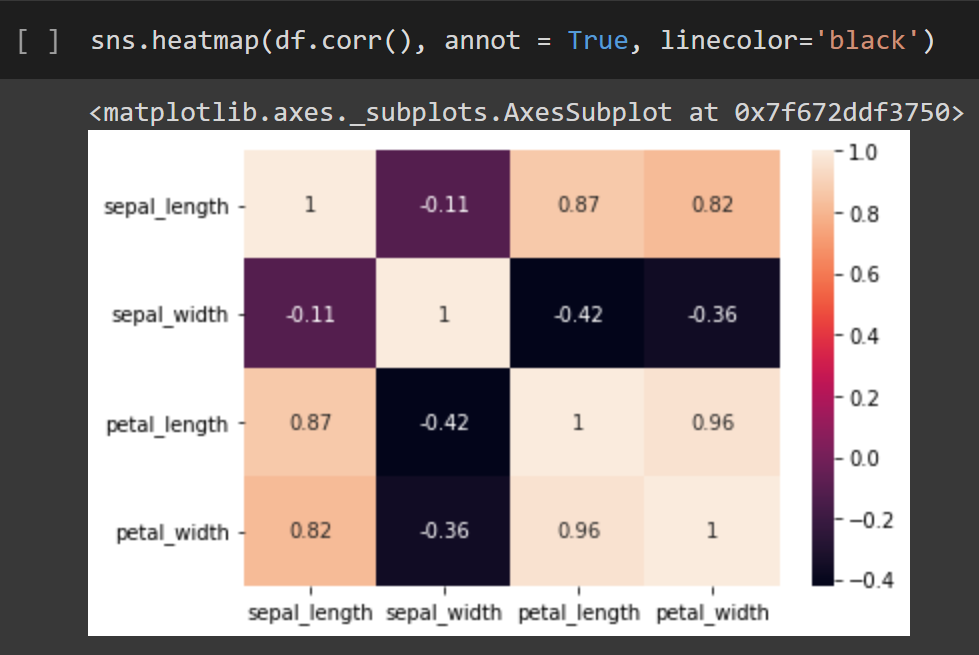 [ ] sns.heatmap(df.corr(), annot = True, linecolor='black')
<matplotlib.axes._subplots.AxesSubplot at 0x7f672ddf3750>
1.0
sepal_length 1 -0.11 0.87 0.82
0.8
0.6
sepal_width -0.11 1 -0.42 -0.36
0.4
0.2
petal_length 0.87 -0.42 1 0.96
0.0
−0.2
petal_width 0.82 -0.36 0.96 1
−0.4
sepal_length sepal_width petal_length petal_width